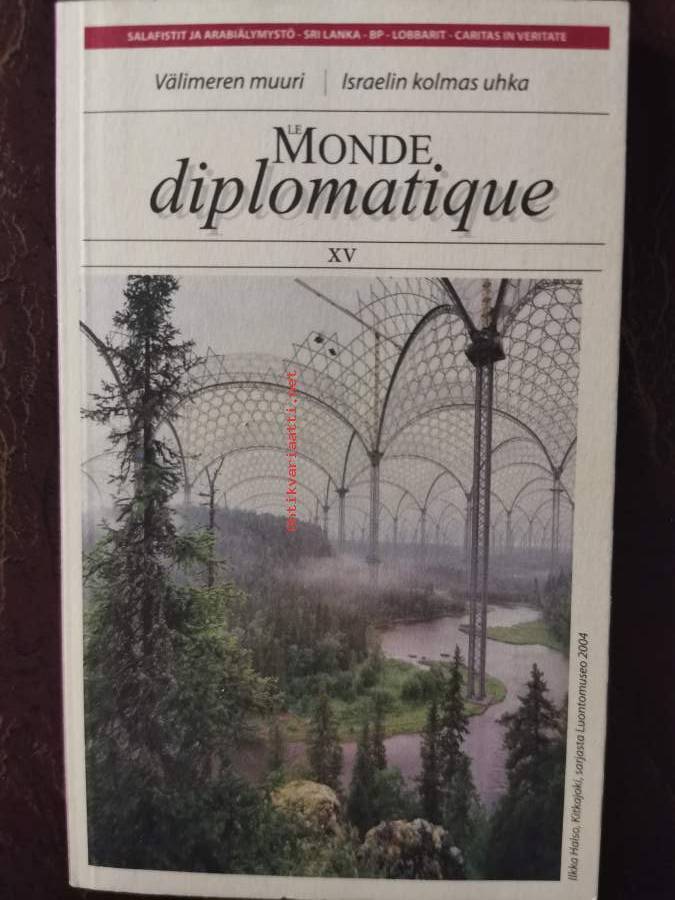 SALAFISTIT JA ARABIÄLYMYSTÖ - SRI LANKA - BP - LOBBARIT - CARITAS IN VERITATE
Välimeren muuri | Israelin kolmas uhka
LE MONDE
diplomatique
XV
antikvariaatti.net
Ilkka Halso, Kitkajoki, sarjasta Luontomuseo 2004